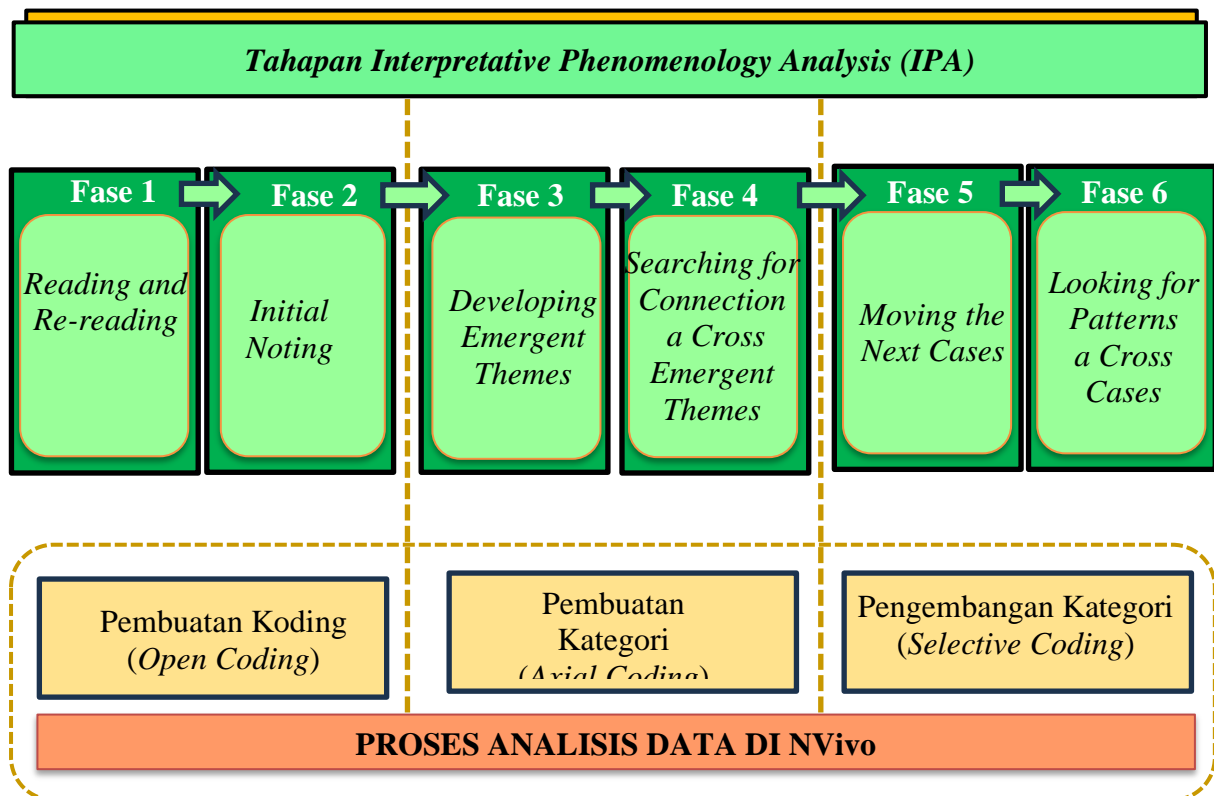 Tahapan Interpretative Phenomenology Analysis (IPA)
Fase 1
Reading and
Re-reading
Fase 2
Initial
Noting
Fase 3
Developing
Emergent
Themes
Fase 4
Searching for
Connection
a Cross
Emergent
Themes
Fase 5
Moving the
Next Cases
Fase 6
Looking for
Patterns
a Cross
Cases
Pembuatan Koding
(Open Coding)
Pembuatan
Kategori
(Axial Coding)
Pengembangan Kategori
(Selective Coding)
PROSES ANALISIS DATA DI NVivo